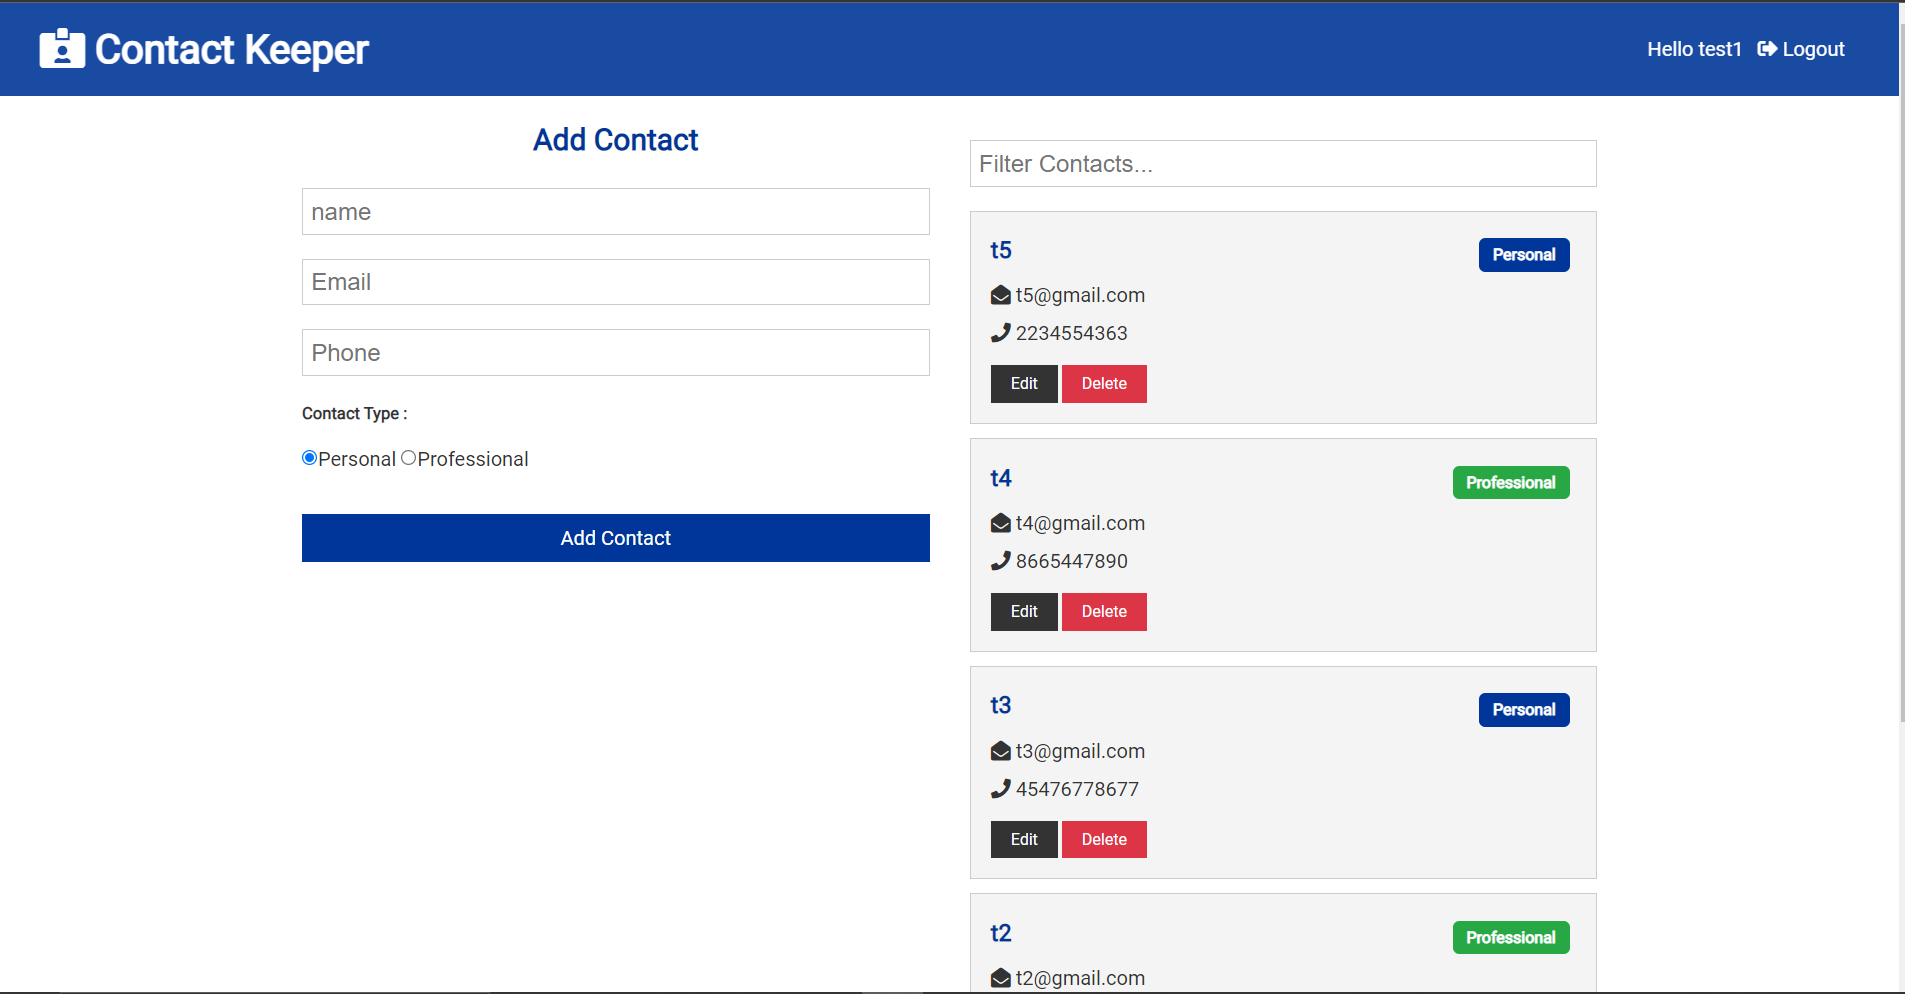 Contact Keeper
Hello test1 Logout
Add Contact
name
Email
Phone
Contact Type :
Personal Professional
Add Contact
Filter Contacts...
t5
Personal
t5@gmail.com
2234554363
Edit Delete
t4
Professional
t4@gmail.com
8665447890
Edit Delete
t3
Personal
t3@gmail.com
45476778677
Edit Delete
t2
Professional
t2@gmail.com